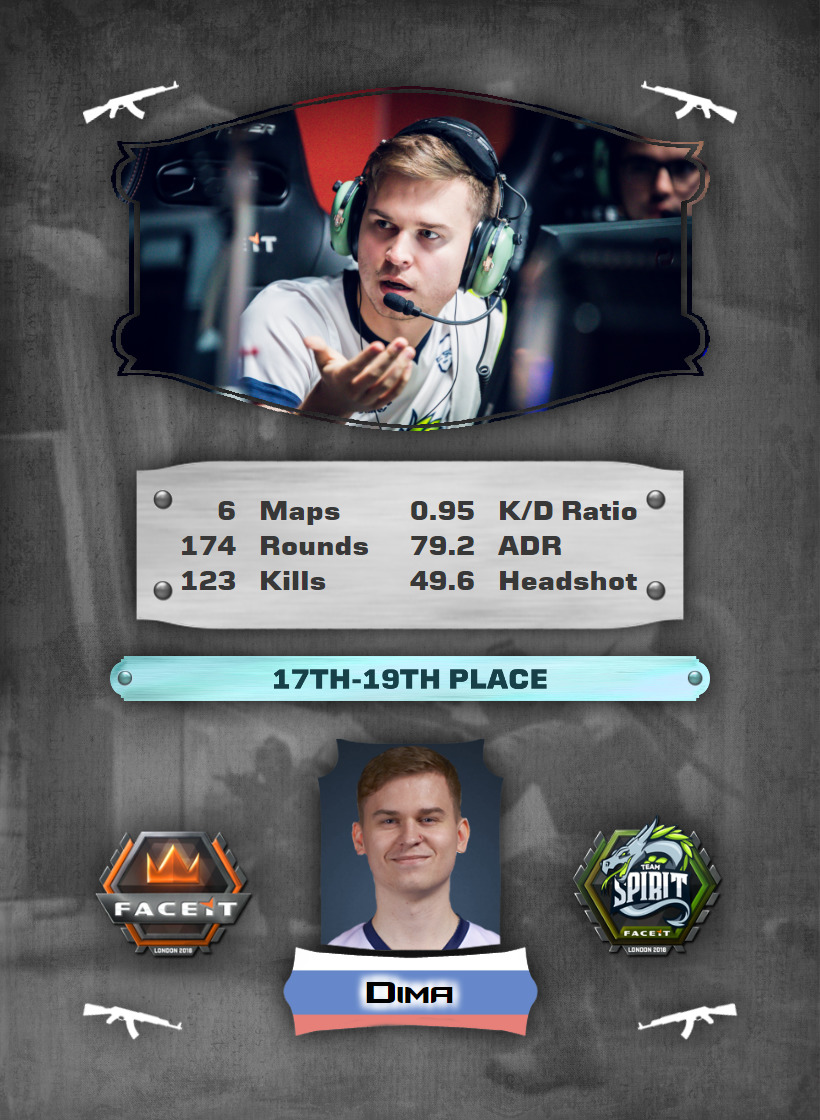 6 Maps 0.95 K/D Ratio
174 Rounds 79.2 ADR
123 Kills 49.6 Headshot
17TH-19TH PLACE
FACEIT
LONDON 2018
TEAM
SPIRIT
FACEIT
LONDON 2018
DIMA